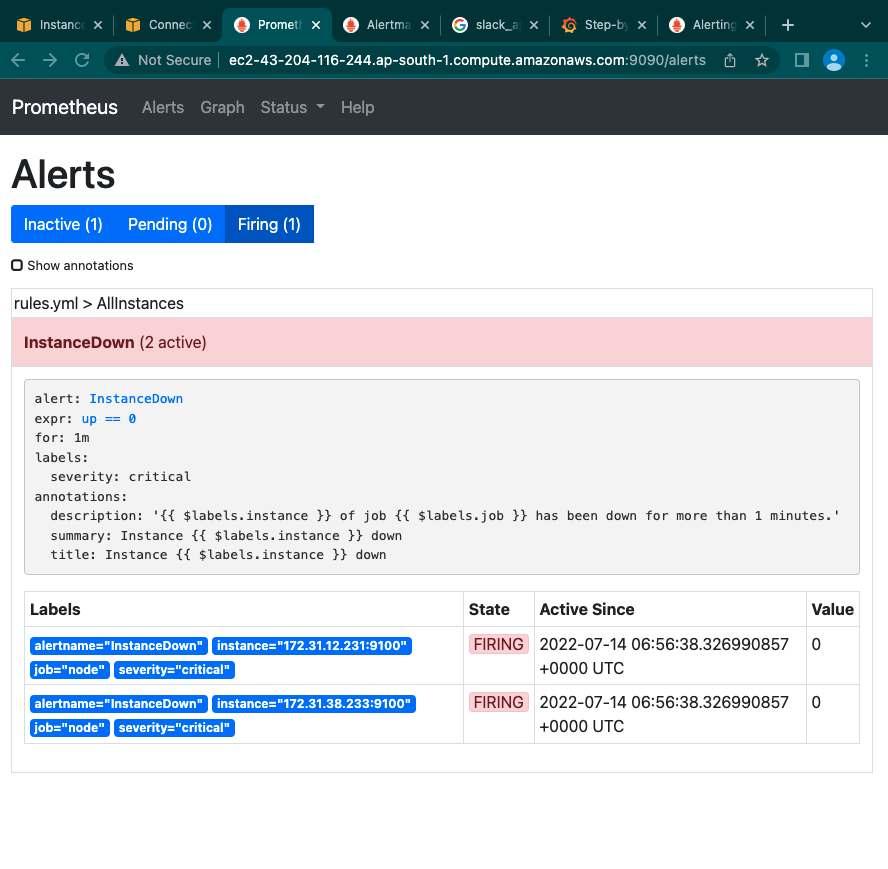 Instanc
Connec
Prometh
Alertma
slack_a
Step-by
Alerting
Not Secure
ec2-43-204-116-244.ap-south-1.compute.amazonaws.com:9090/alerts
Prometheus Alerts Graph Status Help
Alerts
Inactive (1) Pending (0) Firing (1)
Show annotations
rules.yml > AllInstances
InstanceDown (2 active)
alert: InstanceDown
expr: up == 0
for: 1m
labels:
severity: critical
annotations:
description: '{{ $labels.instance }} of job {{ $labels.job }} has been down for more than 1 minutes.'
summary: Instance {{ $labels.instance }} down
title: Instance {{ $labels.instance }} down
Labels State Active Since Value
alertname="InstanceDown" instance="172.31.12.231:9100" FIRING 2022-07-14 06:56:38.326990857 0
job="node" severity="critical" +0000 UTC
alertname="InstanceDown" instance="172.31.38.233:9100" FIRING 2022-07-14 06:56:38.326990857 0
job="node" severity="critical" +0000 UTC